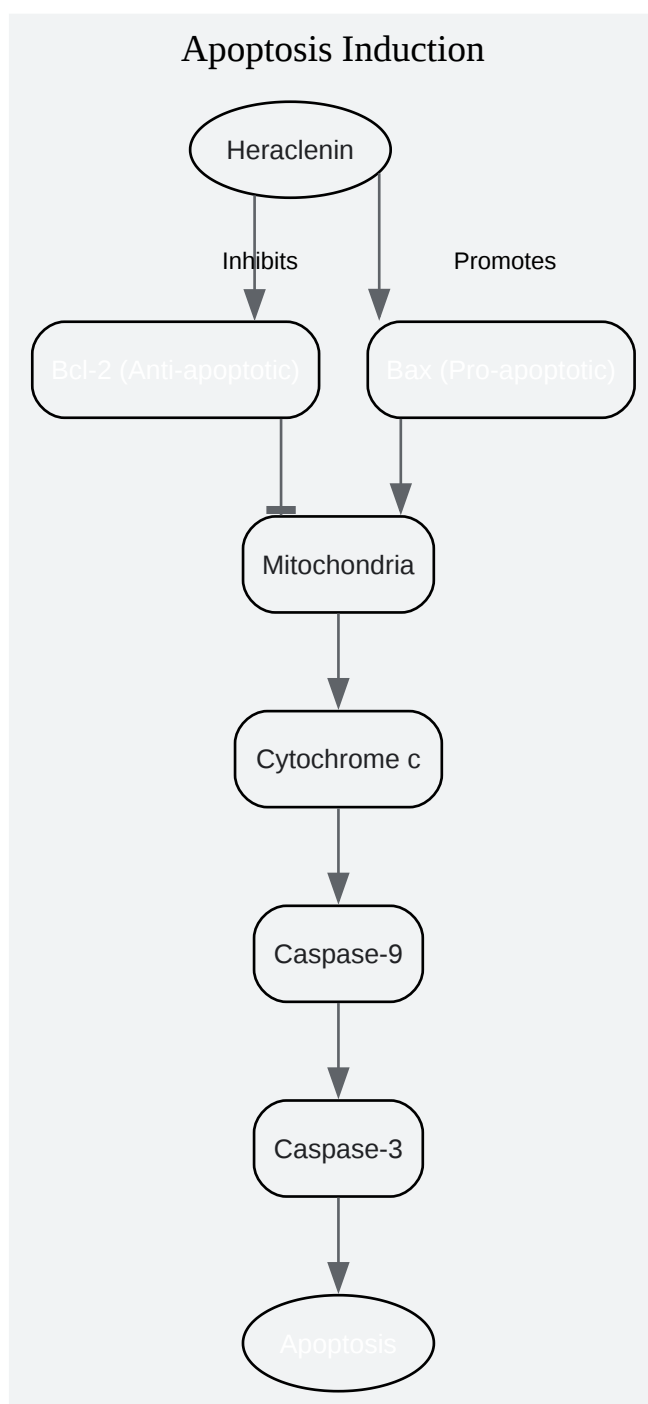 Apoptosis Induction
Heraclenin
Inhibits
Promotes
Bcl-2 (Anti-apoptotic)
Bax (Pro-apoptotic)
Mitochondria
Cytochrome c
Caspase-9
Caspase-3
Apoptosis